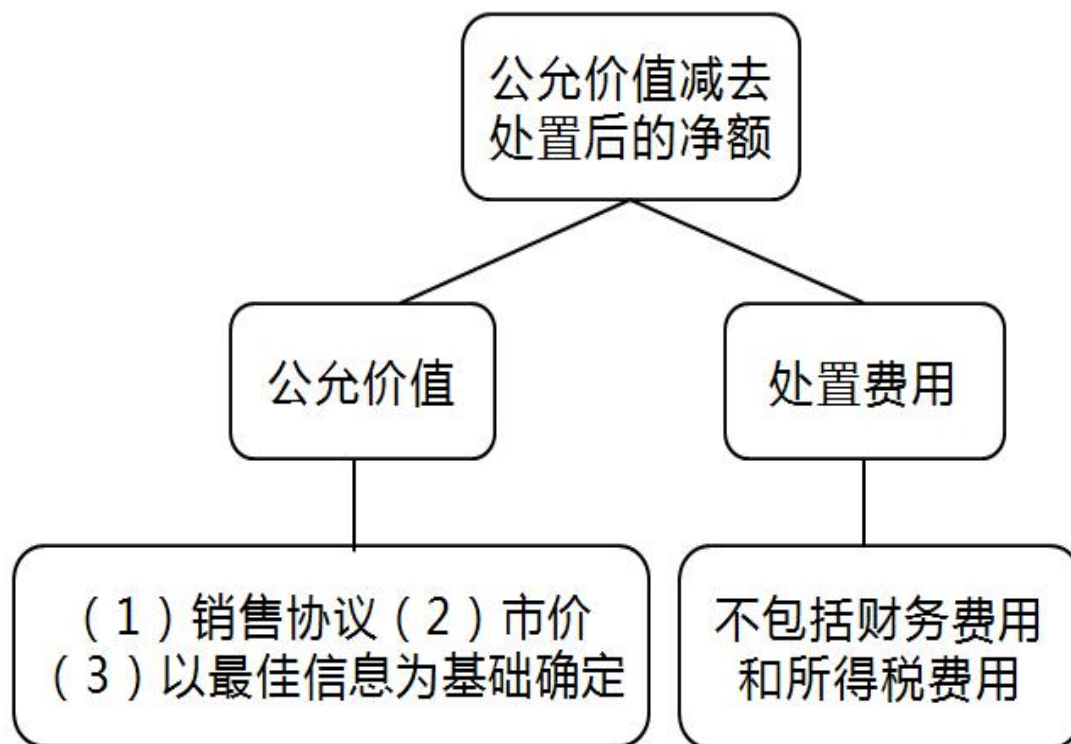 公允价值减去
处置后的净额
公允价值
处置费用
（1）销售协议（2）市价
（3）以最佳信息为基础确定
不包括财务费用
和所得税费用